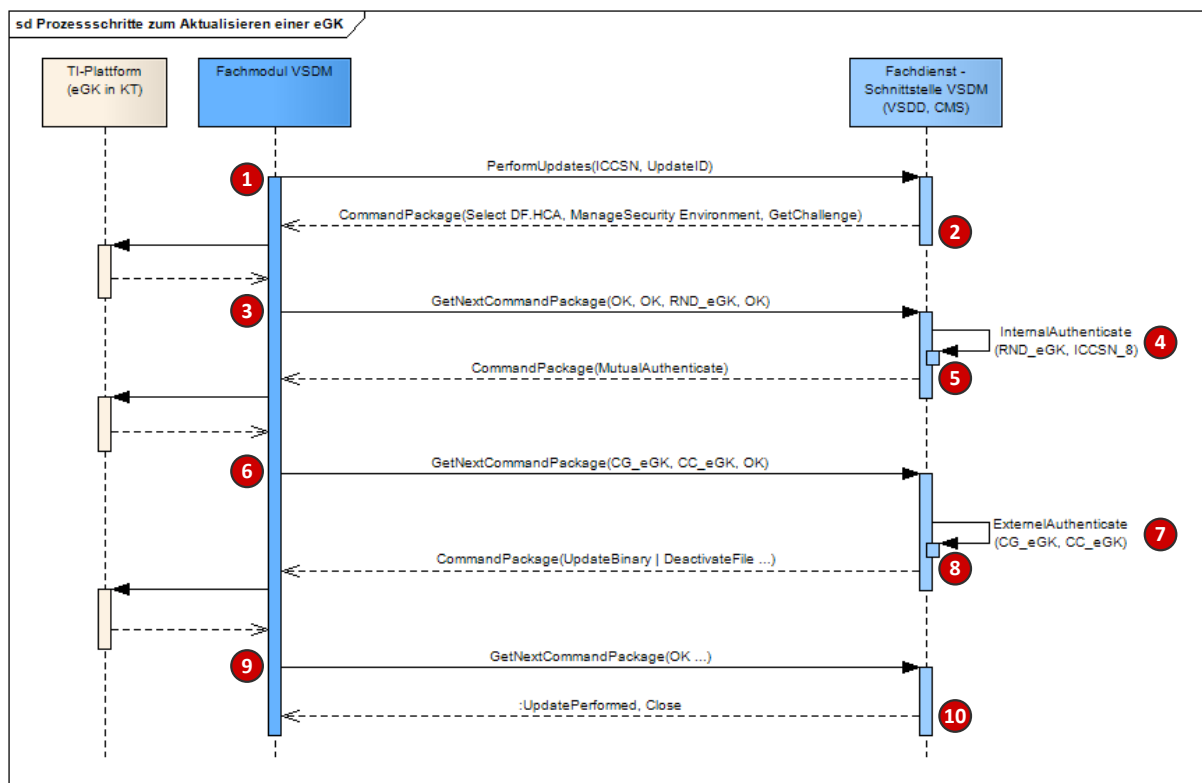 sd Prozessschritte zum Aktualisieren einer eGK
TI-Plattform
(eGK in KT)
Fachmodul VSDM
Fachdienst -
Schnittstelle VSDM
(VSDD, CMS)
1
PerformUpdates(ICCSN, UpdateID)
CommandPackage(Select DF.HCA, ManageSecurity Environment, GetChallenge)
2
3
GetNextCommandPackage(OK, OK, RND_eGK, OK)
InternalAuthenticate
(RND_eGK, ICCSN_8)
4
CommandPackage(MutualAuthenticate)
5
6
GetNextCommandPackage(CG_eGK, CC_eGK, OK)
ExternelAuthenticate
(CG_eGK, CC_eGK)
7
CommandPackage(UpdateBinary | DeactivateFile ...)
8
9
GetNextCommandPackage(OK ...)
:UpdatePerformed, Close
10